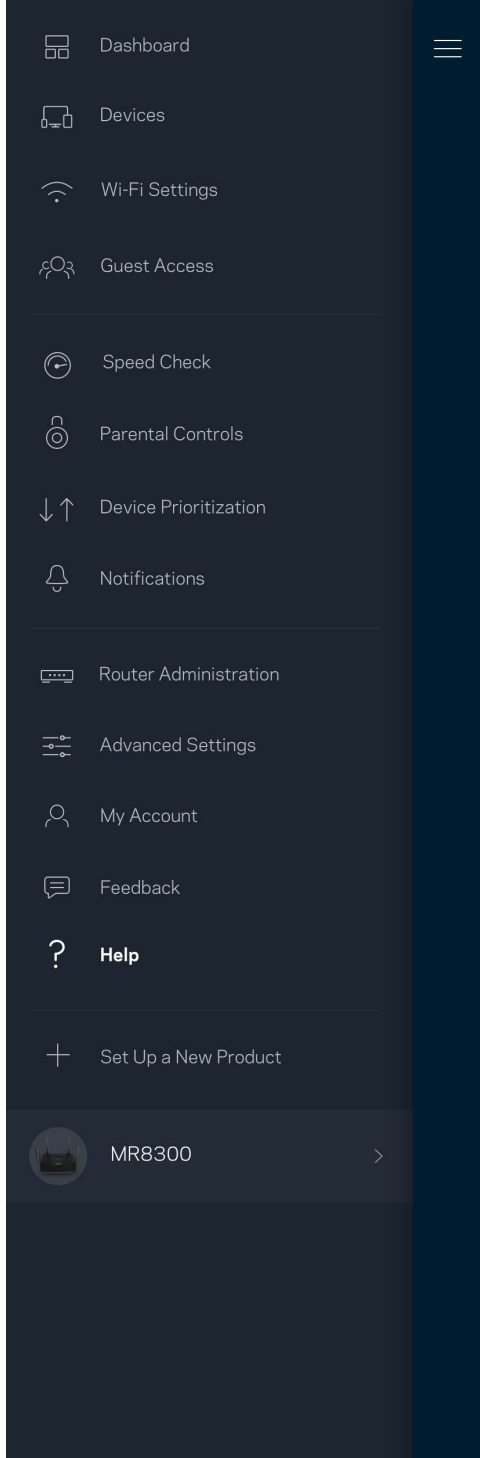 Dashboard
Devices
Wi-Fi Settings
Guest Access
Speed Check
Parental Controls
Device Prioritization
Notifications
Router Administration
Advanced Settings
My Account
Feedback
? Help
Set Up a New Product
MR8300